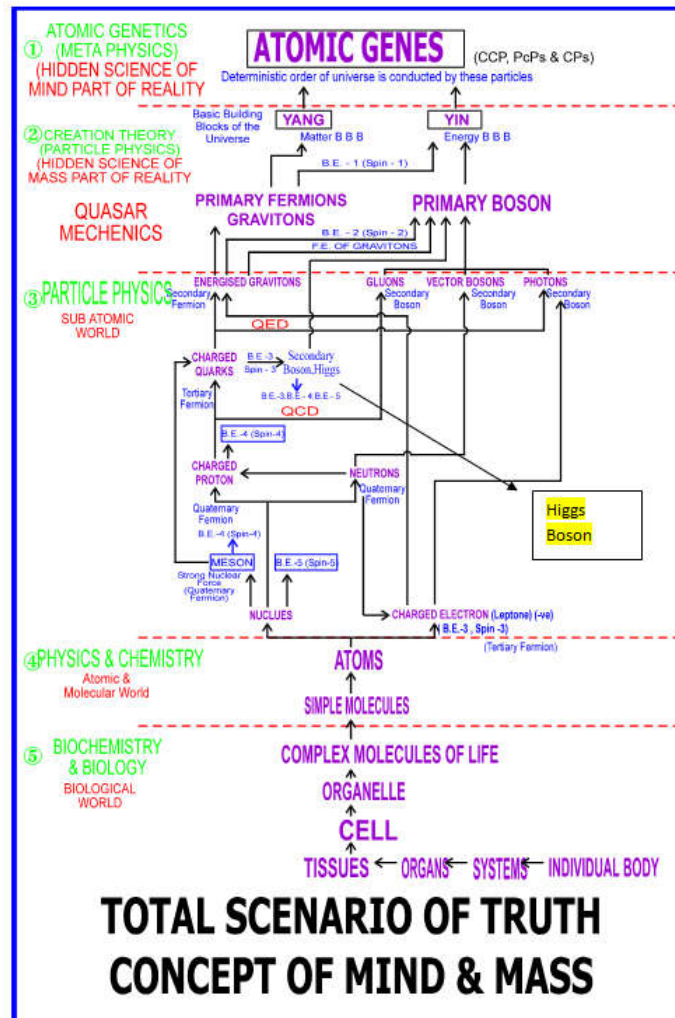 ① ATOMIC GENETICS
(META PHYSICS)
(HIDDEN SCIENCE OF
MIND PART OF REALITY
ATOMIC GENES
(CCP, PcPs & CPs)
Deterministic order of universe is conducted by these particles
② CREATION THEORY
(PARTICLE PHYSICS)
(HIDDEN SCIENCE OF
MASS PART OF REALITY
Basic Building
Blocks of the
Universe
YANG
Matter B B B
YIN
Energy B B B
B.E. - 1 (Spin - 1)
QUASAR
MECHENICS
PRIMARY FERMIONS
GRAVITONS
PRIMARY BOSON
B.E. - 2 (Spin - 2)
F.E. OF GRAVITONS
③ PARTICLE PHYSICS
SUB ATOMIC
WORLD
ENERGISED GRAVITONS
Secondary
Fermion
GLUONS
Secondary
Boson
VECTOR BOSONS
Secondary
Boson
PHOTONS
Secondary
Boson
QED
CHARGED
QUARKS
B.E.-3
Spin - 3
Secondary
Boson,Higgs
Tertiary
Fermion
B.E.-3,B.E - 4,B.E - 5
QCD
B.E.-4 (Spin-4)
CHARGED
PROTON
NEUTRONS
Quaternary
Fermion
Quaternary
Fermion
Higgs
Boson
B.E.-4 (Spin-4)
MESON
B.E.-5 (Spin-5)
Strong Nuclear
Force
(Quaternary
Fermion)
NUCLUES
CHARGED ELECTRON (Leptone) (-ve)
( B.E.-3 , Spin -3)
(Tertiary Fermion)
④ PHYSICS & CHEMISTRY
Atomic &
Molecular World
ATOMS
SIMPLE MOLECULES
⑤ BIOCHEMISTRY
& BIOLOGY
BIOLOGICAL
WORLD
COMPLEX MOLECULES OF LIFE
ORGANELLE
CELL
TISSUES ORGANS SYSTEMS INDIVIDUAL BODY
TOTAL SCENARIO OF TRUTH
CONCEPT OF MIND & MASS